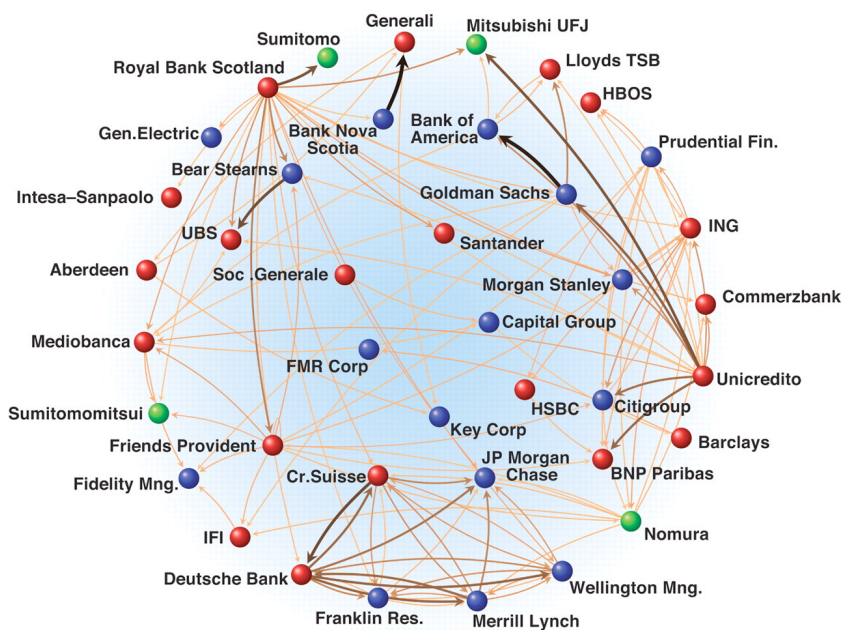 Generali
Sumitomo
Mitsubishi UFJ
Royal Bank Scotland
Lloyds TSB
HBOS
Gen.Electric
Bank Nova
Scotia
Bank of
America
Prudential Fin.
Bear Stearns
Goldman Sachs
Intesa–Sanpaolo
UBS
Santander
ING
Aberdeen
Soc .Generale
Morgan Stanley
Commerzbank
Capital Group
Mediobanca
FMR Corp
Unicredito
HSBC
Citigroup
Sumitomomitsui
Key Corp
Barclays
Friends Provident
JP Morgan
Chase
BNP Paribas
Cr.Suisse
Fidelity Mng.
Nomura
IFI
Deutsche Bank
Wellington Mng.
Franklin Res.
Merrill Lynch